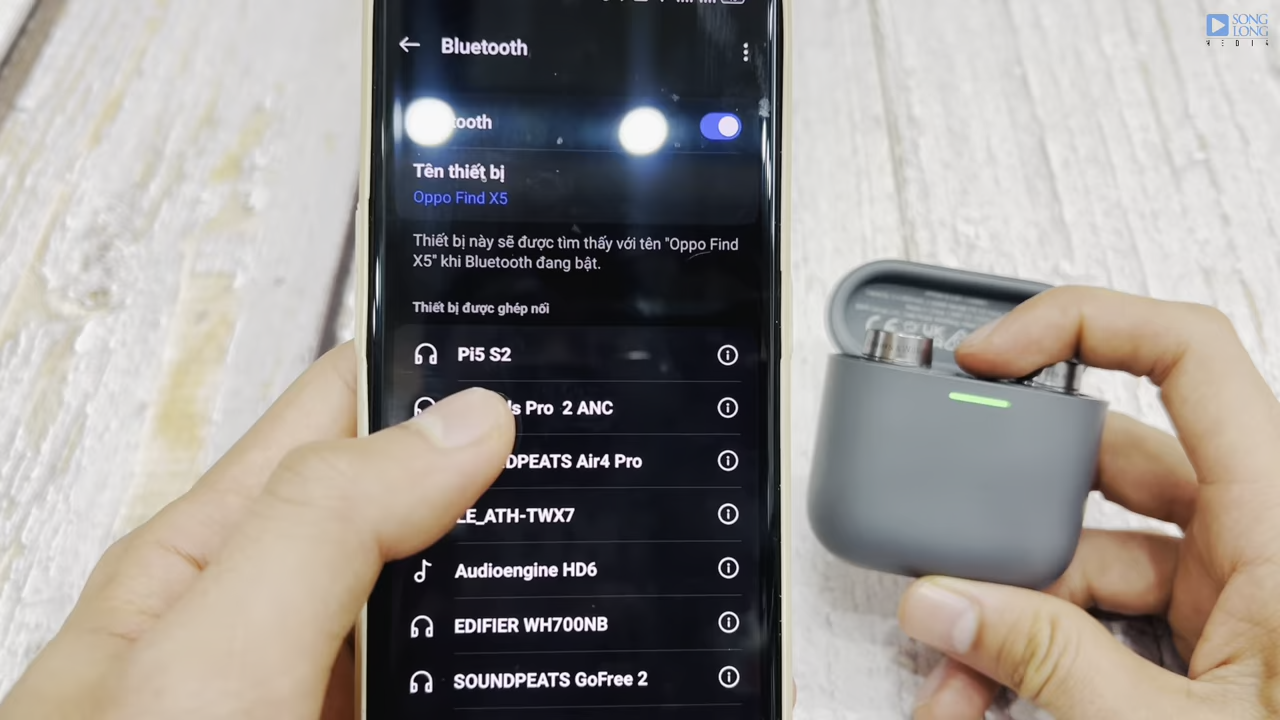 SONG
LONG
MEDIA
Bluetooth
tooth
Tên thiết bị
Oppo Find X5
Thiết bị này sẽ được tìm thấy với tên "Oppo Find
X5" khi Bluetooth đang bật.
Thiết bị được ghép nối
Pi5 S2
Pro 2 ANC
DPEATS Air4 Pro
LE_ATH-TWX7
Audioengine HD6
EDIFIER WH700NB
SOUNDPEATS GoFree 2